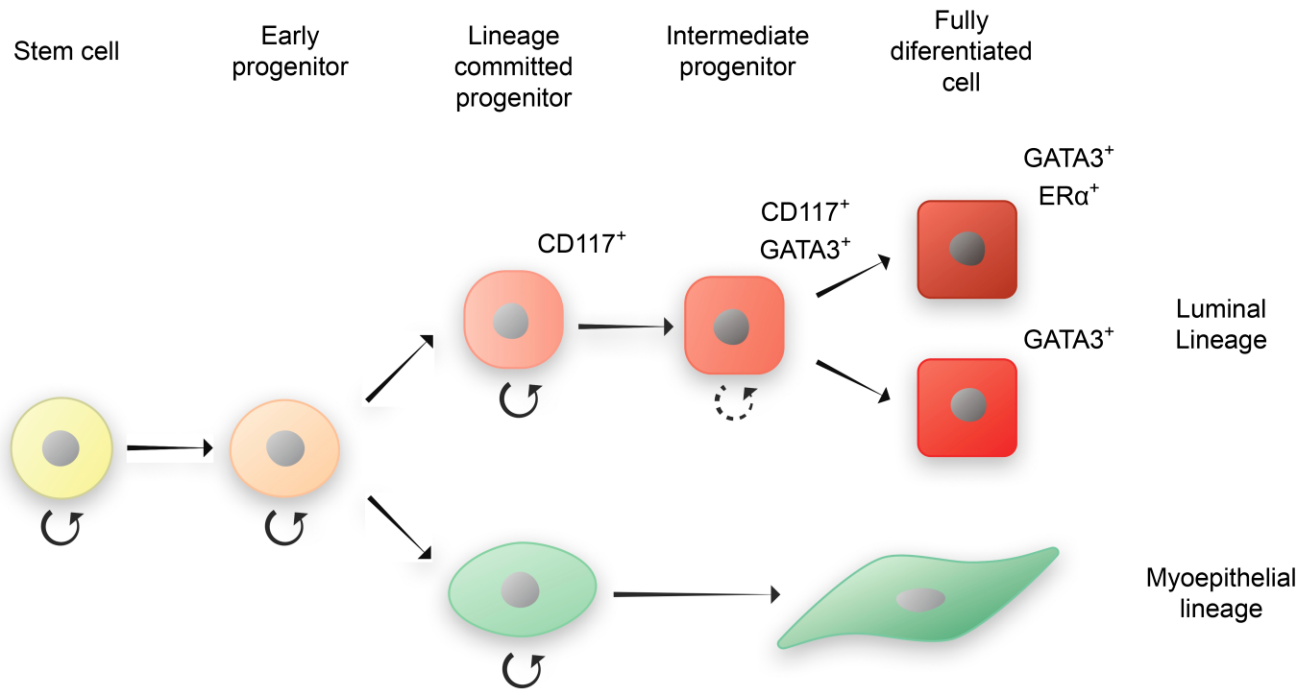 Stem cell
Early
progenitor
Lineage
committed
progenitor
Intermediate
progenitor
Fully
diferentiated
cell
CD117⁺
CD117⁺
GATA3⁺
GATA3⁺
ERα⁺
GATA3⁺
Luminal
Lineage
Myoepithelial
lineage